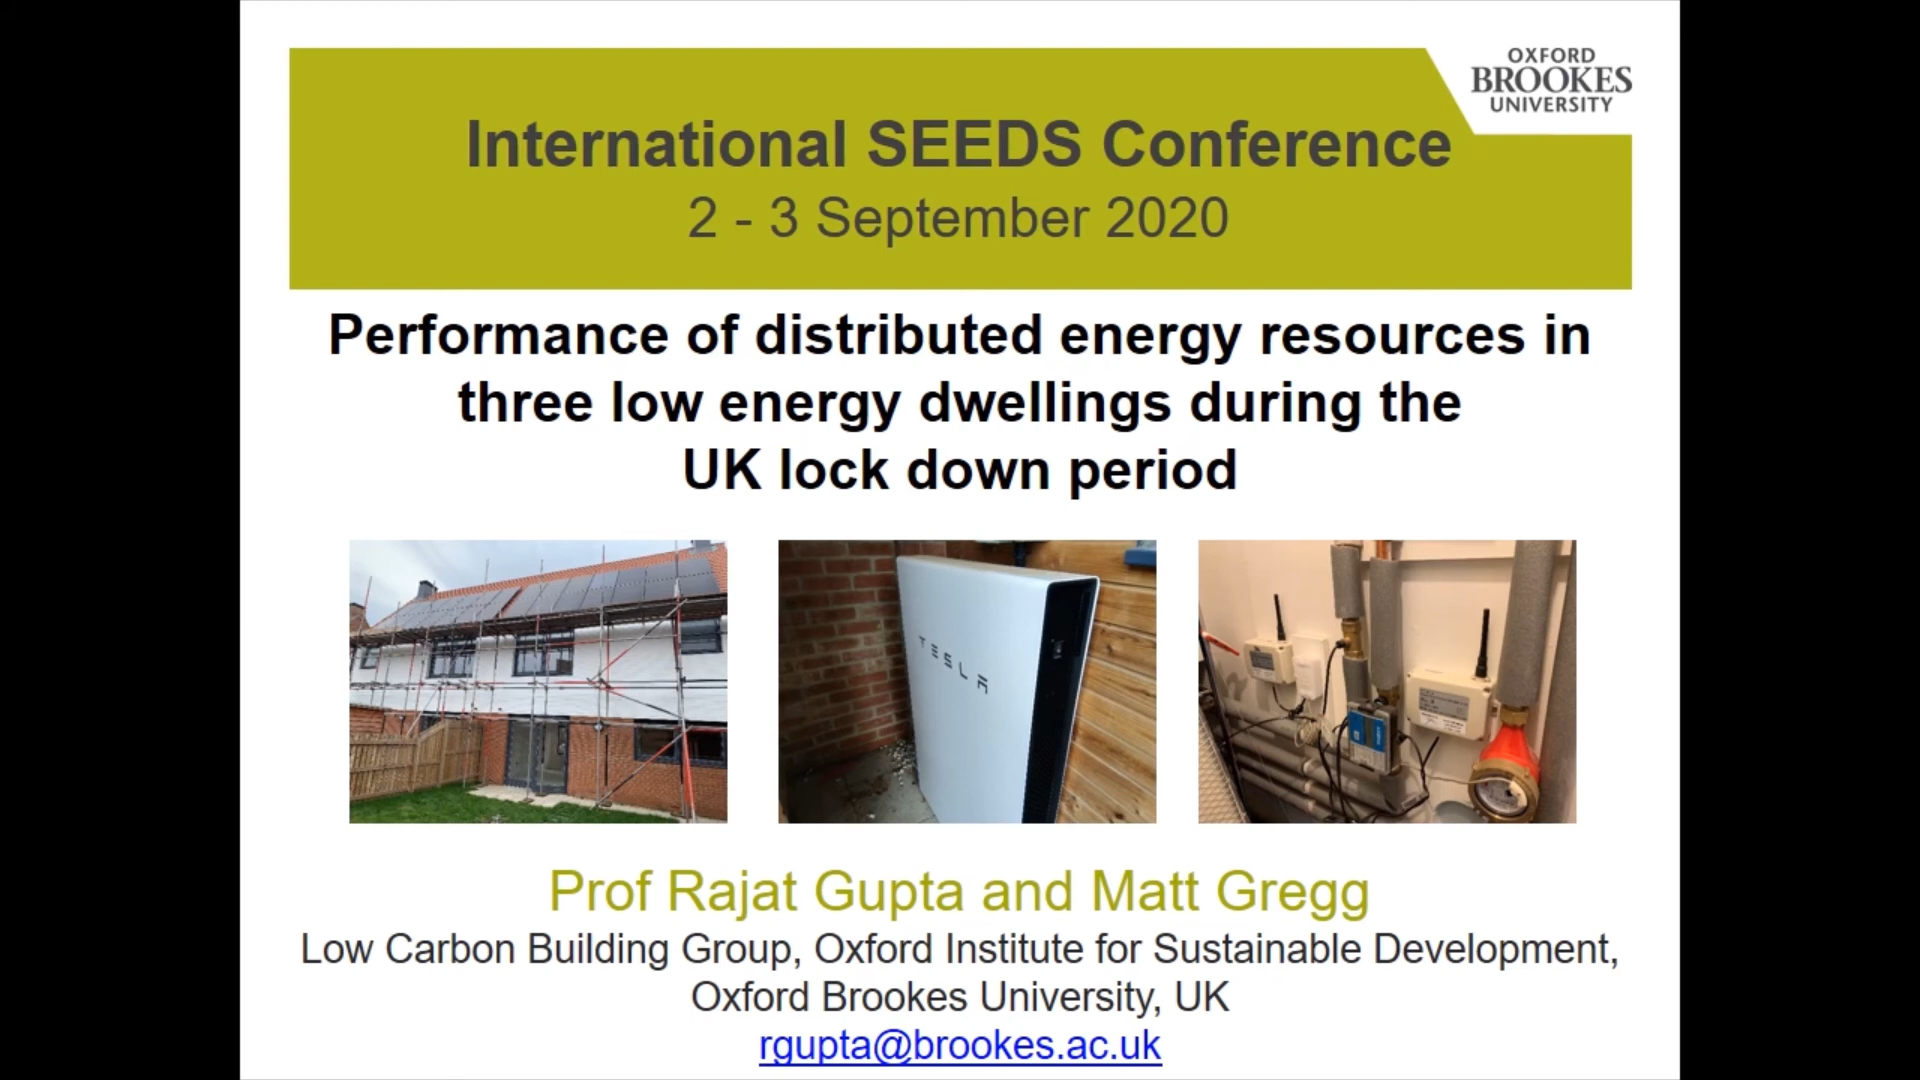 OXFORD
BROOKES
UNIVERSITY
International SEEDS Conference
2 - 3 September 2020
Performance of distributed energy resources in
three low energy dwellings during the
UK lock down period
TESLA
Prof Rajat Gupta and Matt Gregg
Low Carbon Building Group, Oxford Institute for Sustainable Development,
Oxford Brookes University, UK
rgupta@brookes.ac.uk